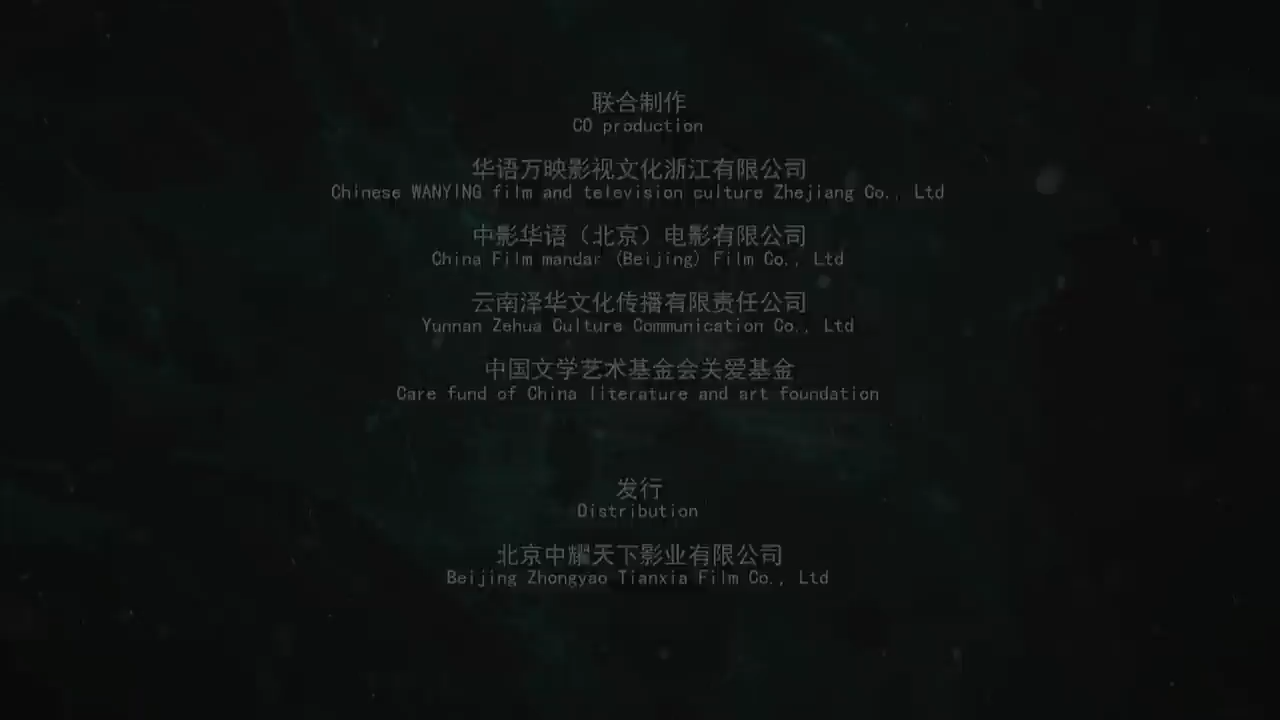 联合制作
CO production
华语万映影视文化浙江有限公司
Chinese WANYING film and television culture Zhejiang Co., Ltd
中影华语（北京）电影有限公司
China Film mandar (Beijing) Film Co., Ltd
云南泽华文化传播有限责任公司
Yunnan Zehua Culture Communication Co., Ltd
中国文学艺术基金会关爱基金
Care fund of China literature and art foundation
发行
Distribution
北京中耀天下影业有限公司
Beijing Zhongyao Tianxia Film Co., Ltd